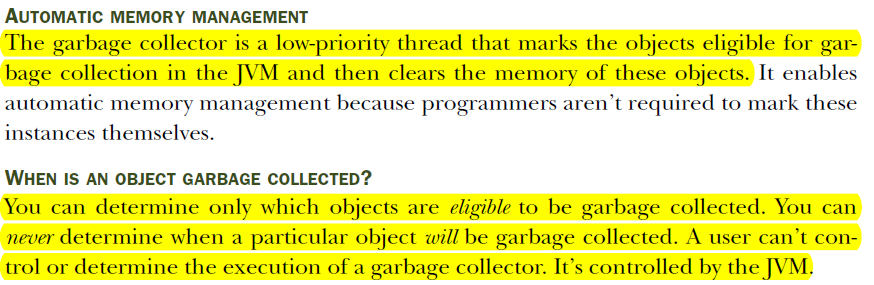 AUTOMATIC MEMORY MANAGEMENT
The garbage collector is a low-priority thread that marks the objects eligible for gar-
bage collection in the JVM and then clears the memory of these objects. It enables
automatic memory management because programmers aren't required to mark these
instances themselves.
WHEN IS AN OBJECT GARBAGE COLLECTED?
You can determine only which objects are eligible to be garbage collected. You can
never determine when a particular object will be garbage collected. A user can't con-
trol or determine the execution of a garbage collector. It's controlled by the JVM.